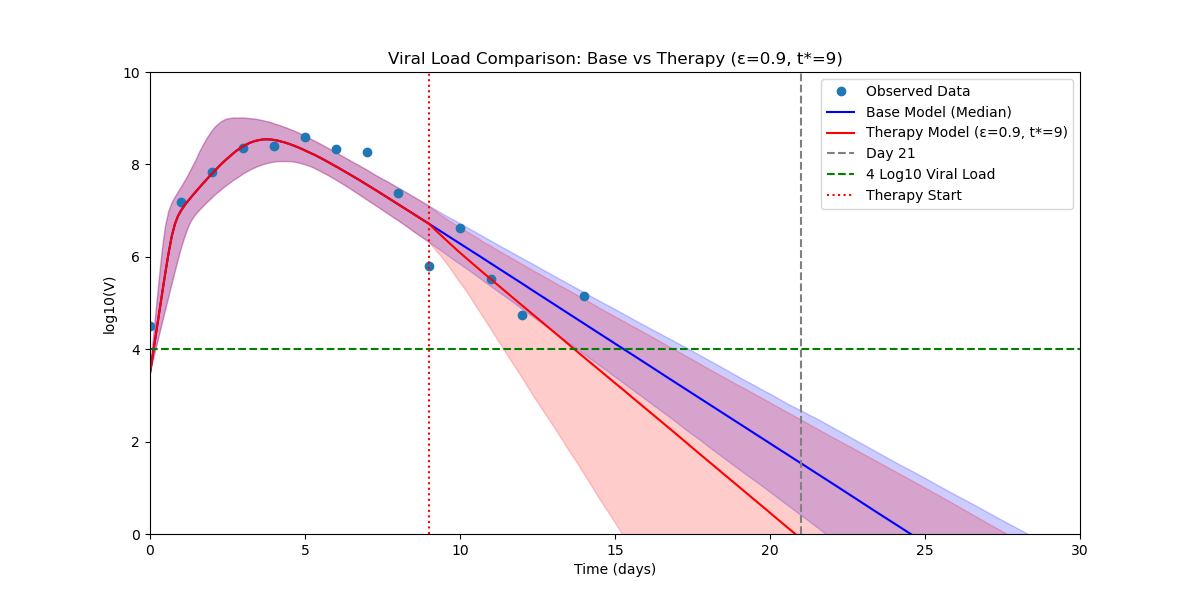 Viral Load Comparison: Base vs Therapy (ε=0.9, t*=9)
Observed Data
Base Model (Median)
Therapy Model (ε=0.9, t*=9)
Day 21
4 Log10 Viral Load
Therapy Start
log10(V)
10
8
6
4
2
0
0 5 10 15 20 25 30
Time (days)